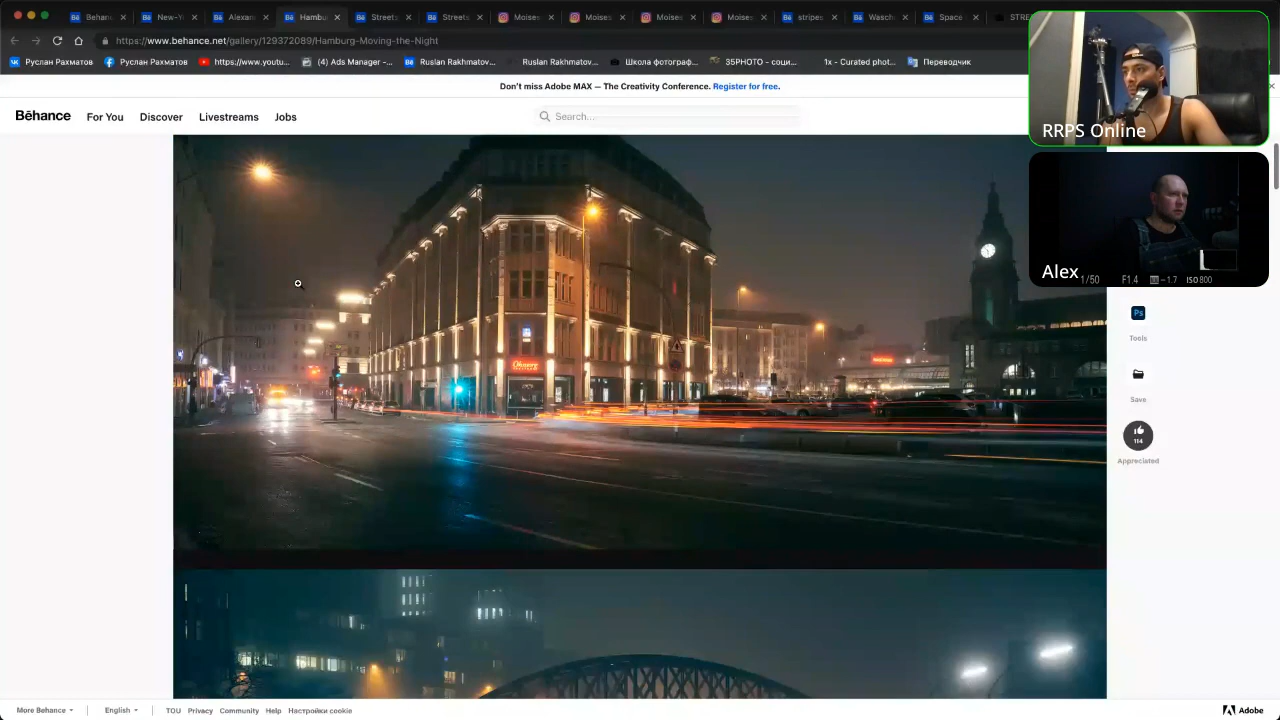 New-Y
Alexan
Hambu
Streets
Streets
Moises
Moises
Moises
Moises
stripes
Wasch
Space
STRE
https://www.behance.net/gallery/129372089/Hamburg-Moving-the-Night
Руслан Рахматов
Руслан Рахматов
https://www.youtu...
(4) Ads Manager -...
Ruslan Rakhmatov...
Ruslan Rakhmatov...
Школа фотограф...
35PHOTO - соци...
1x - Curated phot...
Переводчик
Don't miss Adobe MAX — The Creativity Conference. Register for free.
Bēhance
For You
Discover
Livestreams
Jobs
Search...
RRPS Online
Alex
1/50 F1.4 –1.7 ISO 800
Ps
Tools
Save
114
Appreciated
More Behance
English
TOU
Privacy
Community
Help
Настройки cookie
Adobe